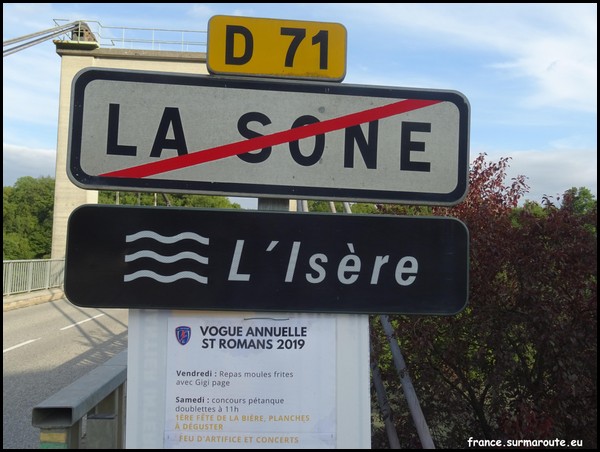 D 71
LA SONE
L'Isère
VOGUE ANNUELLE
ST ROMANS 2019
Vendredi : Repas moules frites
avec Gigi page
Samedi : concours pétanque
doublettes à 11h
1ÈRE FÊTE DE LA BIÈRE, PLANCHES
À DÉGUSTER
FEU D'ARTIFICE ET CONCERTS
france.surmaroute.eu